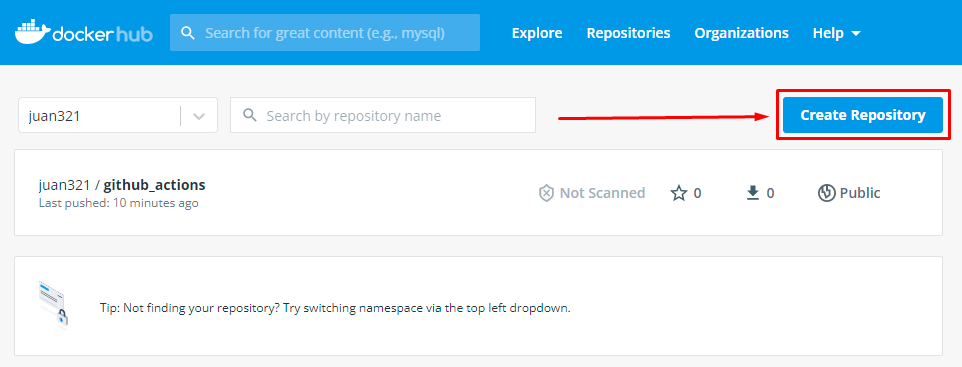 docker hub
Search for great content (e.g., mysql)
Explore
Repositories
Organizations
Help
juan321
Search by repository name
Create Repository
juan321 / github_actions
Last pushed: 10 minutes ago
Not Scanned
0
0
Public
Tip: Not finding your repository? Try switching namespace via the top left dropdown.